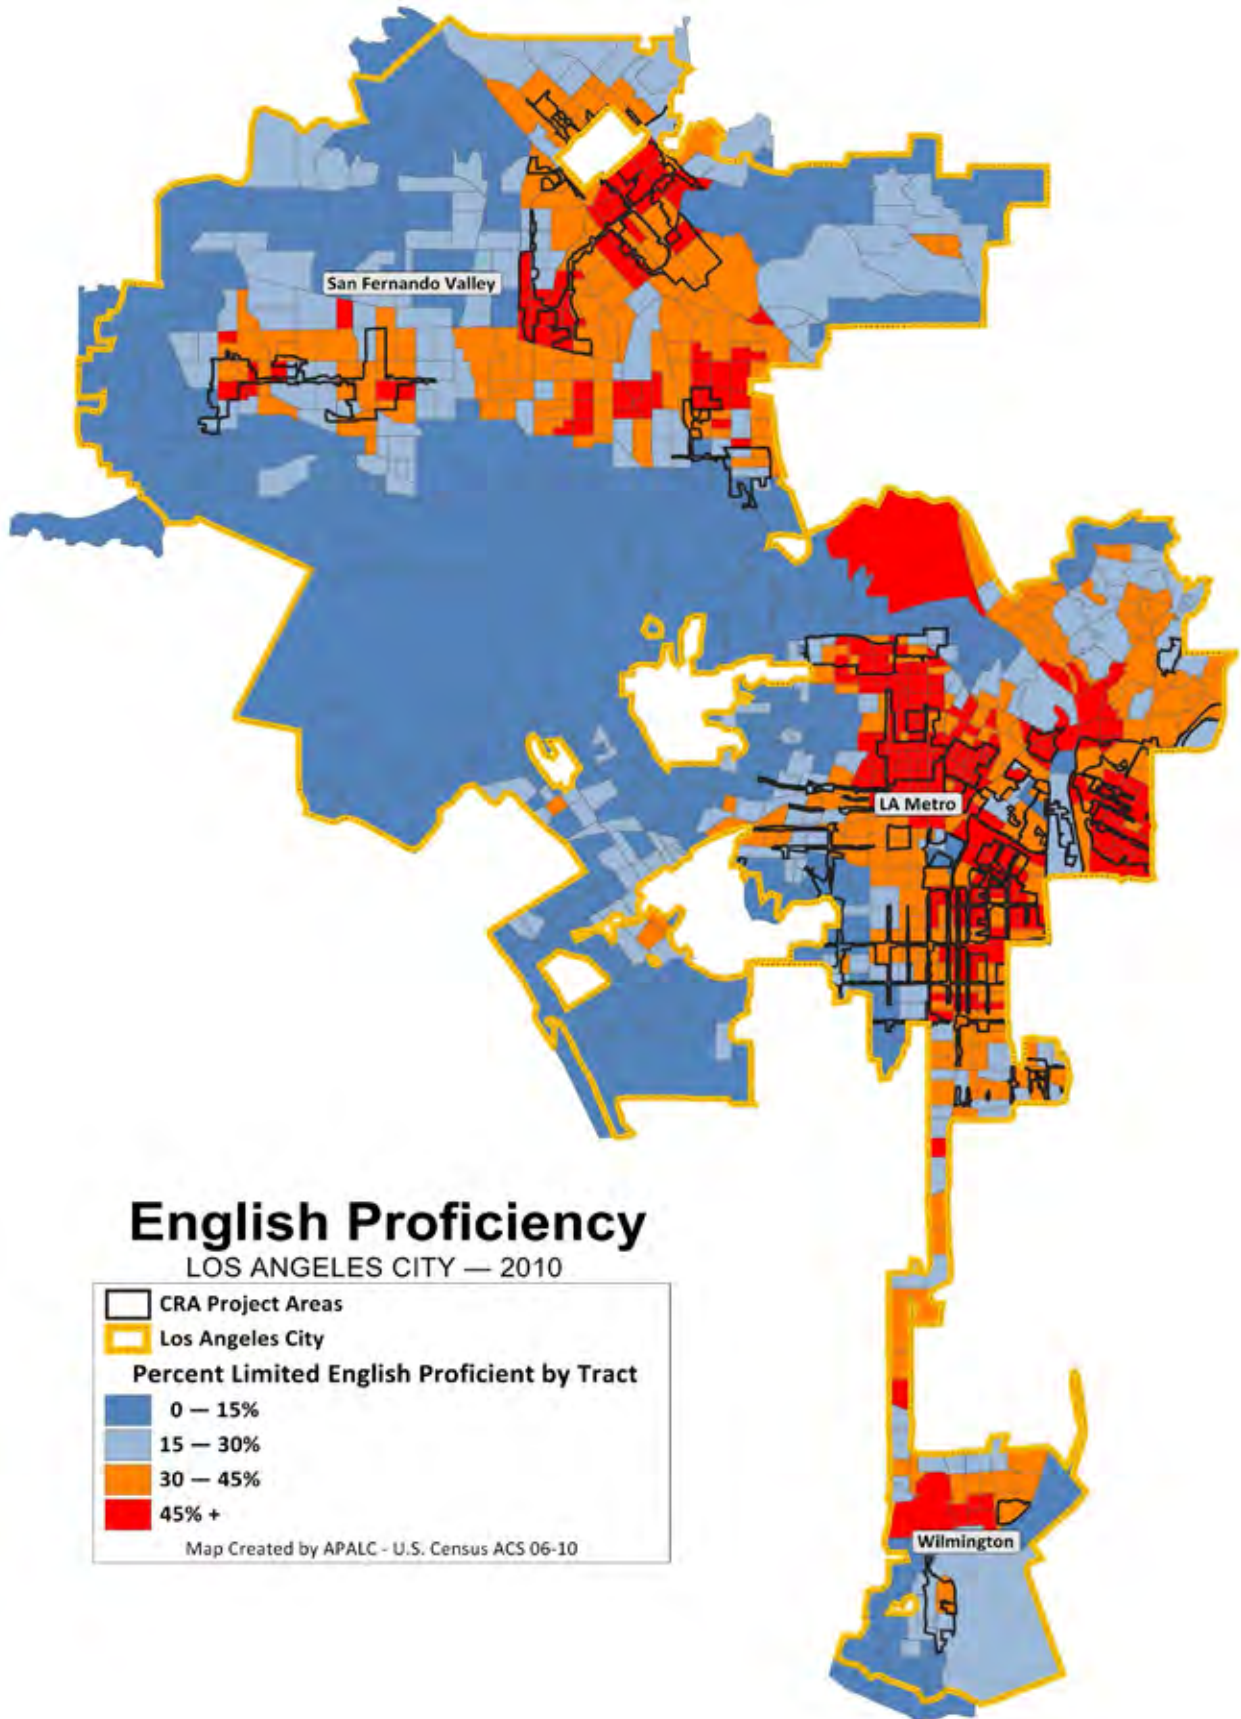 San Fernando Valley
LA Metro
English Proficiency
LOS ANGELES CITY — 2010
CRA Project Areas
Los Angeles City
Percent Limited English Proficient by Tract
0 — 15%
15 — 30%
30 — 45%
45% +
Map Created by APALC - U.S. Census ACS 06-10
Wilmington